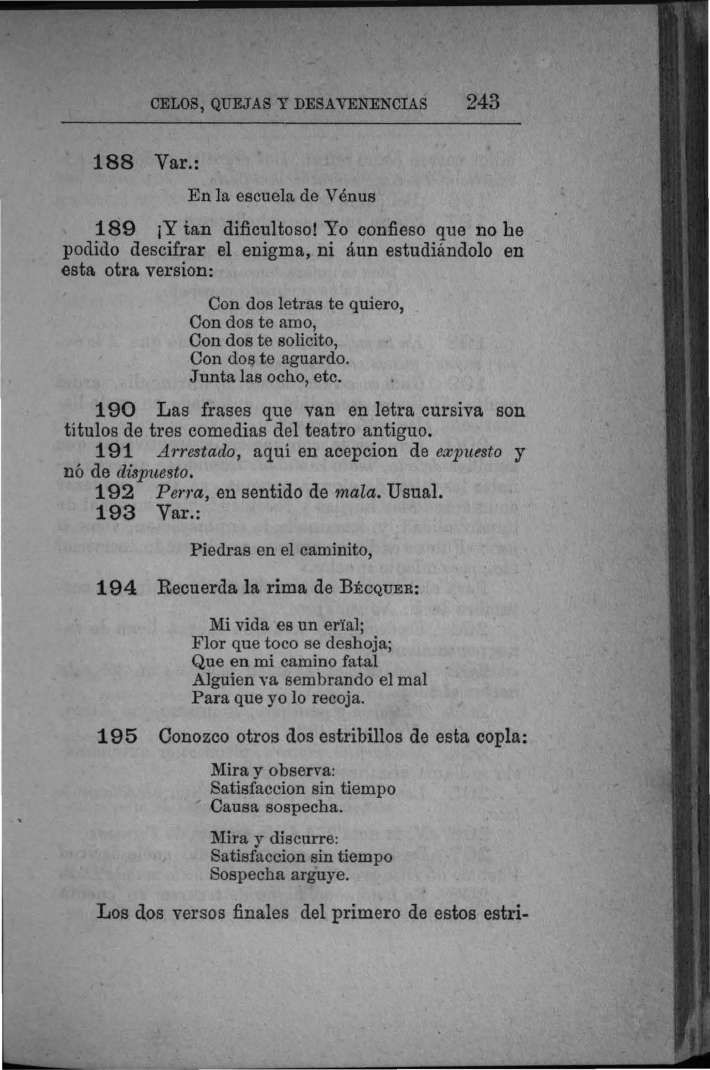 CELOS, QUEJAS Y DESAVENENCIAS 243
188 Var.:
En la escuela de Vénus
189 ¡Y tan dificultoso! Yo confieso que no he
podido descifrar el enigma, ni áun estudiándolo en
esta otra version:
Con dos letras te quiero,
Con dos te amo,
Con dos te solicito,
Con dos te aguardo.
Junta las ocho, etc.
190 Las frases que van en letra cursiva son
titulos de tres comedias del teatro antiguo.
191 Arrestado, aquí en acepcion de expuesto y
nó de dispuesto.
192 Perra, en sentido de mala. Usual.
193 Var.:
Piedras en el caminito,
194 Recuerda la rima de BÉCQUER:
Mi vida es un erïal;
Flor que toco se deshoja;
Que en mi camino fatal
Alguien va sembrando el mal
Para que yo lo recoja.
195 Conozco otros dos estribillos de esta copla:
Mira y observa:
Satisfaccion sin tiempo
Causa sospecha.
Mira y discurre:
Satisfaccion sin tiempo
Sospecha arguye.
Los dos versos finales del primero de estos estri-